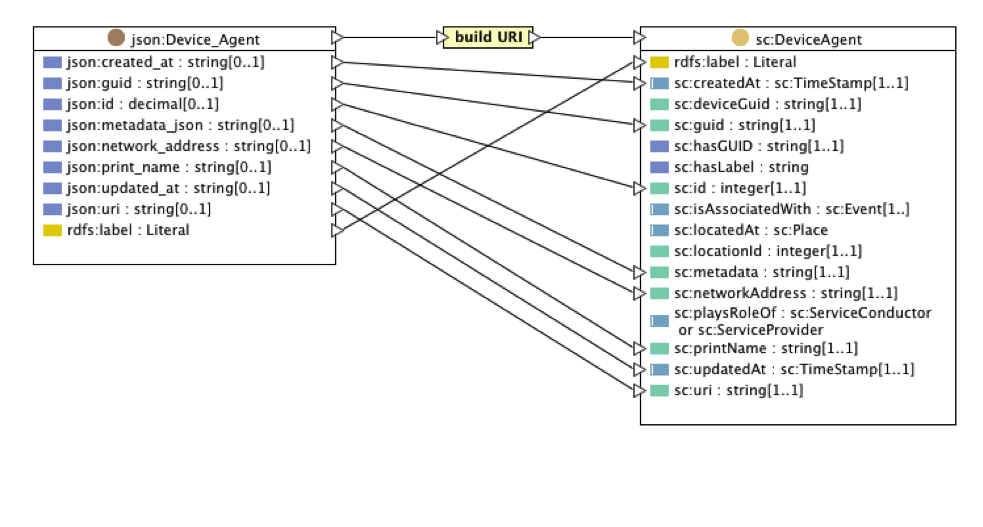 json:Device_Agent
json:created_at : string[0..1]
json:guid : string[0..1]
json:id : decimal[0..1]
json:metadata_json : string[0..1]
json:network_address : string[0..1]
json:print_name : string[0..1]
json:updated_at : string[0..1]
json:uri : string[0..1]
rdfs:label : Literal
build URI
sc:DeviceAgent
rdfs:label : Literal
sc:createdAt : sc:TimeStamp[1..1]
sc:deviceGuid : string[1..1]
sc:guid : string[1..1]
sc:hasGUID : string[1..1]
sc:hasLabel : string
sc:id : integer[1..1]
sc:isAssociatedWith : sc:Event[1..]
sc:locatedAt : sc:Place
sc:locationId : integer[1..1]
sc:metadata : string[1..1]
sc:networkAddress : string[1..1]
sc:playsRoleOf : sc:ServiceConductor
or sc:ServiceProvider
sc:printName : string[1..1]
sc:updatedAt : sc:TimeStamp[1..1]
sc:uri : string[1..1]